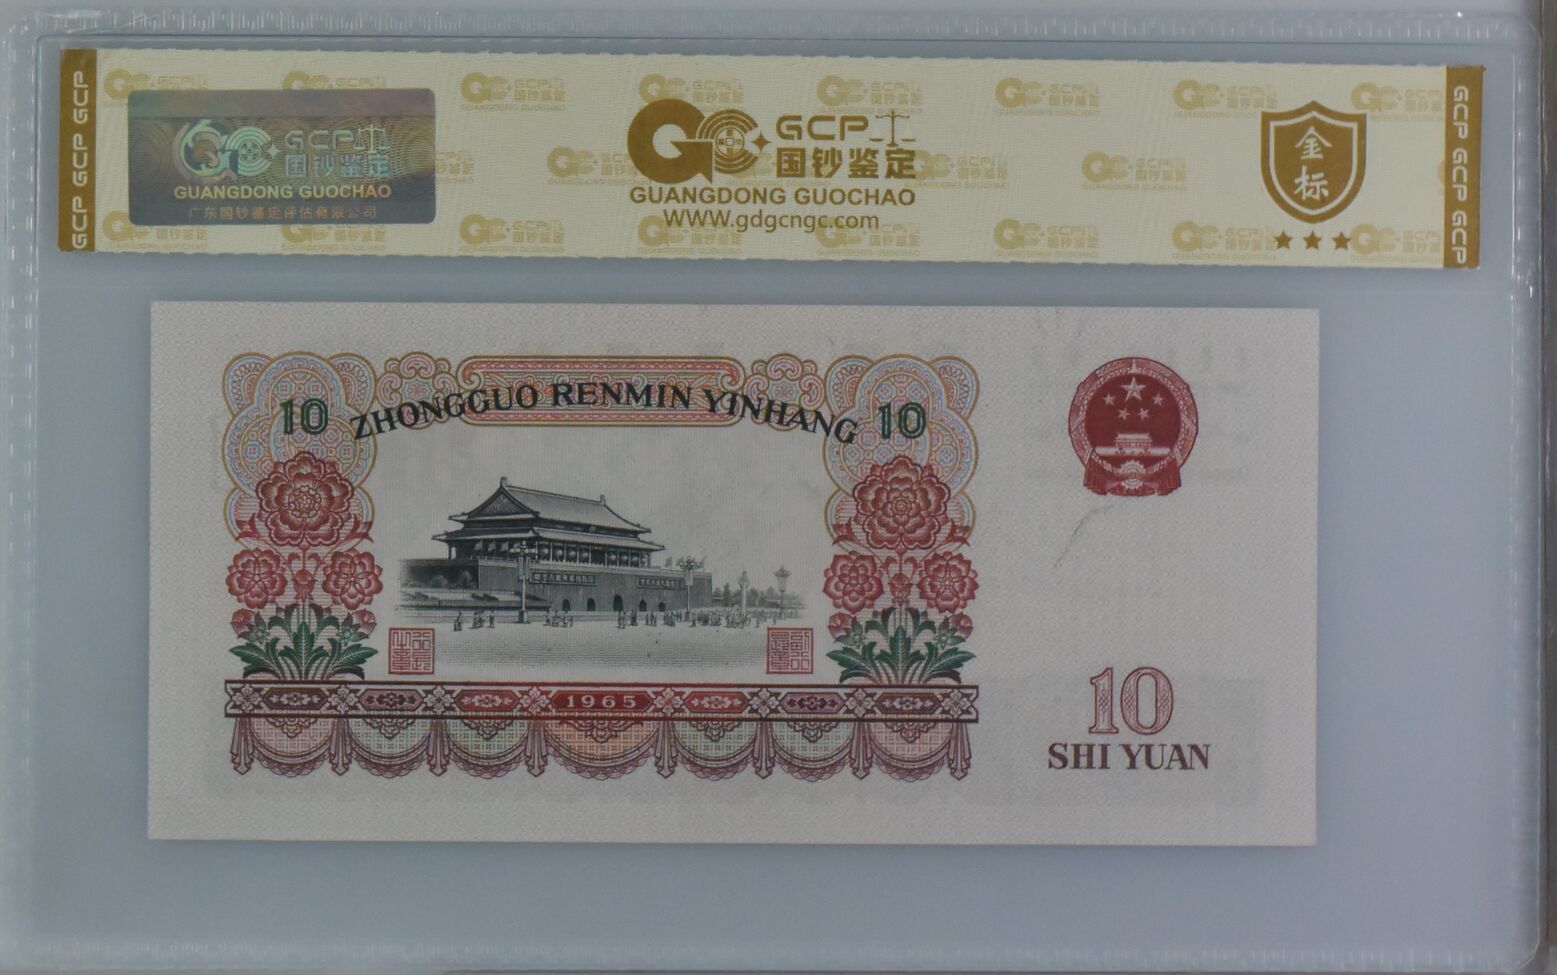 GCP GCP GCP
GCP
国钞鉴定
GUANGDONG GUOCHAO
广东国钞鉴定评估有限公司
GCP
国钞鉴定
GUANGDONG GUOCHAO
WWW.gdgcngc.com
金标
GCP GCP GCP
ZHONGGUO RENMIN YINHANG
10
10
1965
10
SHI YUAN